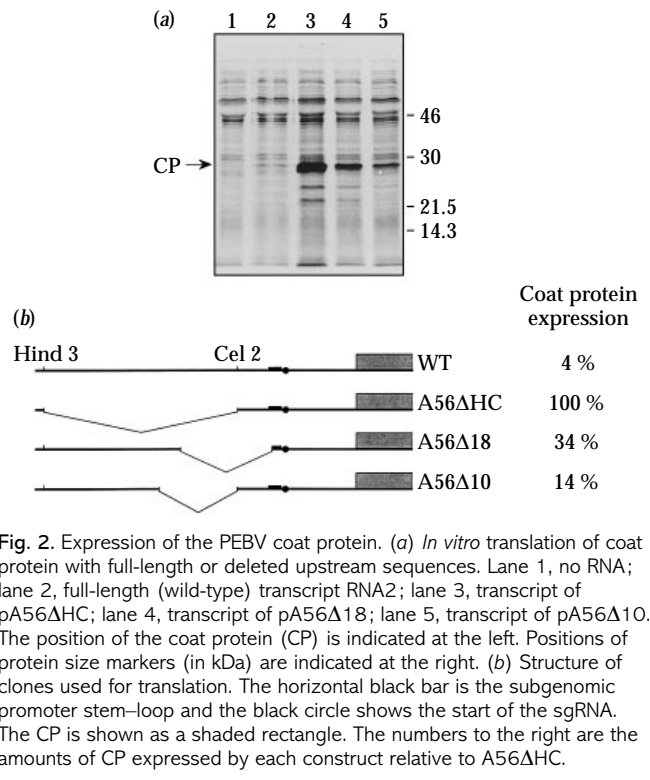 (a) 1 2 3 4 5
46
CP 30
21.5
14.3
Coat protein
(b) expression
Hind 3 Cel 2
WT 4 %
A56ΔHC 100 %
A56Δ18 34 %
A56Δ10 14 %
Fig. 2. Expression of the PEBV coat protein. (a) In vitro translation of coat
protein with full-length or deleted upstream sequences. Lane 1, no RNA;
lane 2, full-length (wild-type) transcript RNA2; lane 3, transcript of
pA56ΔHC; lane 4, transcript of pA56Δ18; lane 5, transcript of pA56Δ10.
The position of the coat protein (CP) is indicated at the left. Positions of
protein size markers (in kDa) are indicated at the right. (b) Structure of
clones used for translation. The horizontal black bar is the subgenomic
promoter stem–loop and the black circle shows the start of the sgRNA.
The CP is shown as a shaded rectangle. The numbers to the right are the
amounts of CP expressed by each construct relative to A56ΔHC.